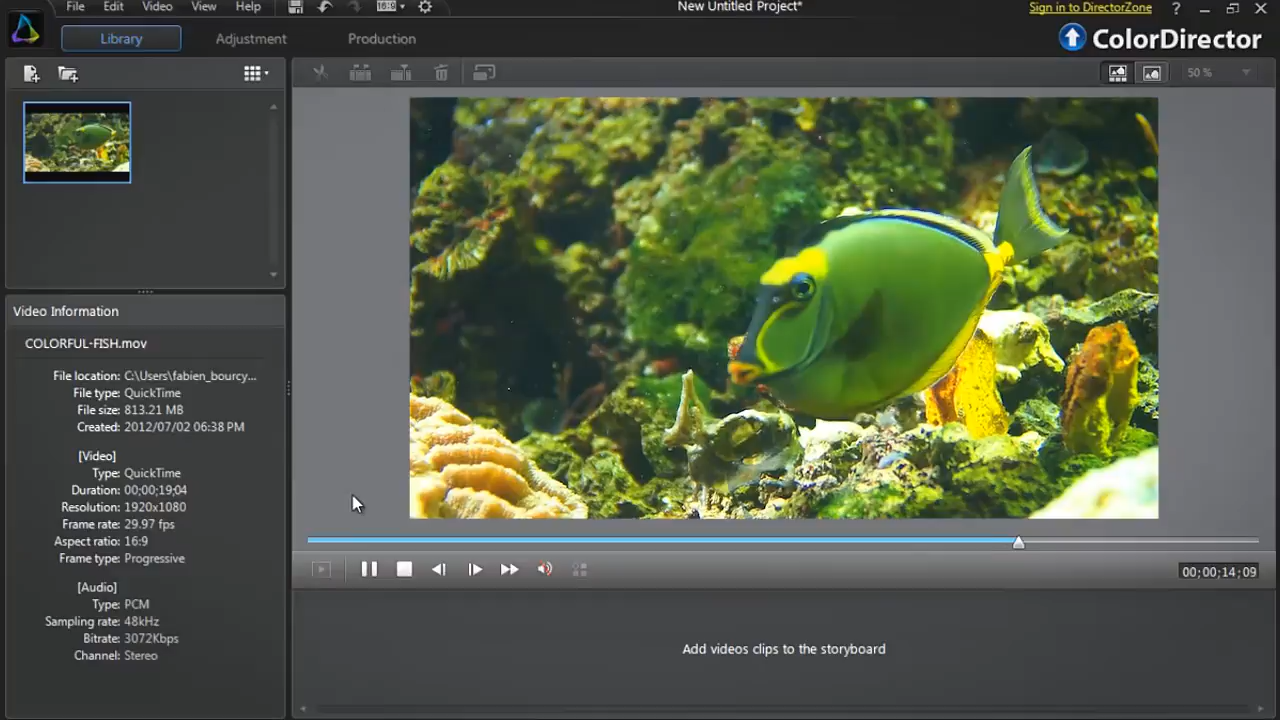 File Edit Video View Help 16:9 New Untitled Project* Sign in to DirectorZone ?
Library Adjustment Production ColorDirector
50 %
Video Information
COLORFUL-FISH.mov
File location: C:\Users\fabien_bourcy...
File type: QuickTime
File size: 813.21 MB
Created: 2012/07/02 06:38 PM
[Video]
Type: QuickTime
Duration: 00;00;19;04
Resolution: 1920x1080
Frame rate: 29.97 fps
Aspect ratio: 16:9
Frame type: Progressive
[Audio]
Type: PCM
Sampling rate: 48kHz
Bitrate: 3072Kbps
Channel: Stereo
00;00;14;09
Add videos clips to the storyboard